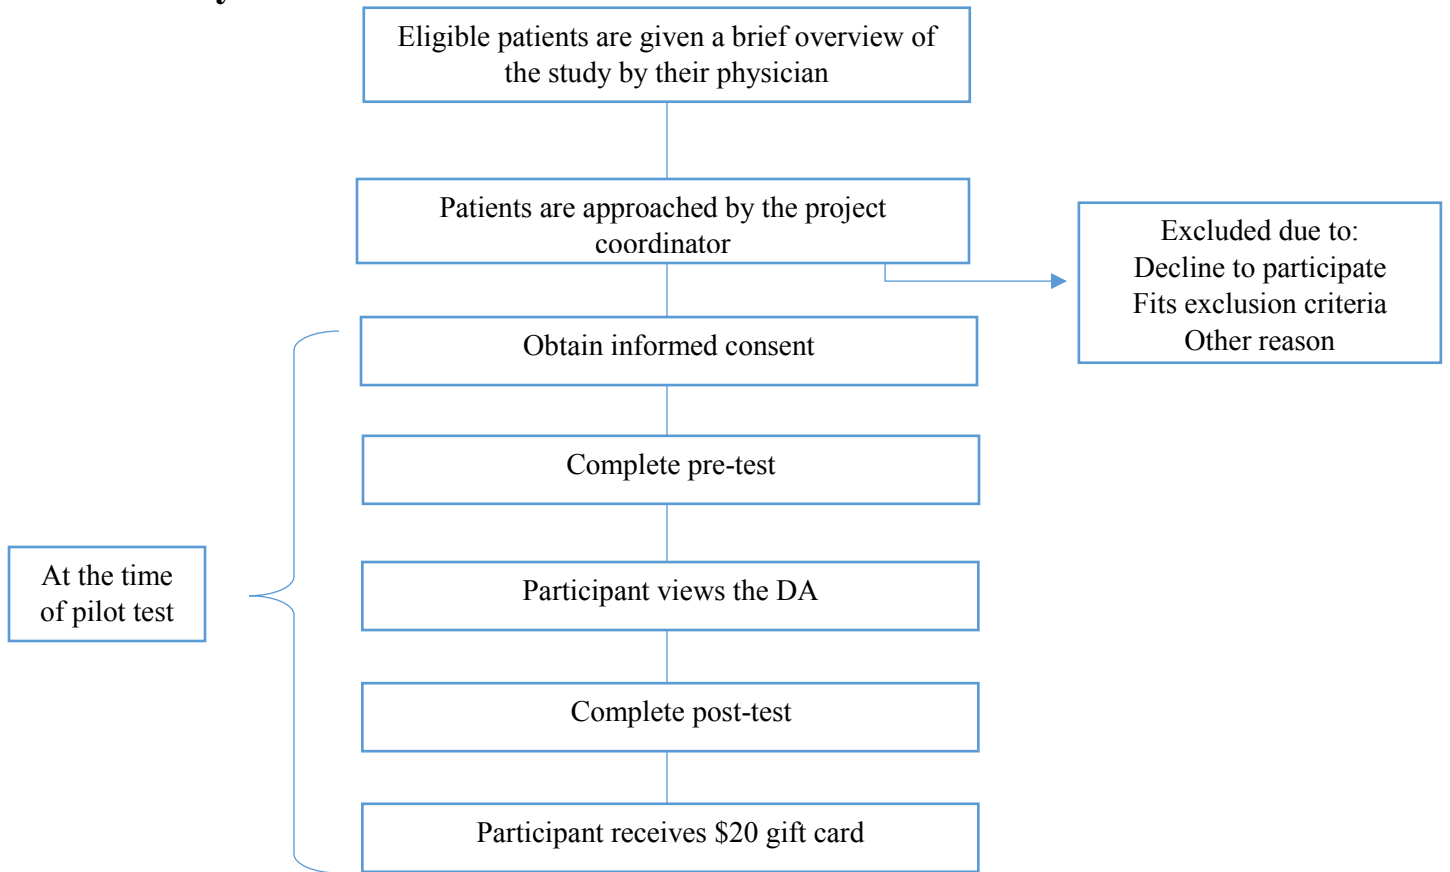 Eligible patients are given a brief overview of
the study by their physician
Patients are approached by the project
coordinator
Excluded due to:
Decline to participate
Fits exclusion criteria
Other reason
Obtain informed consent
Complete pre-test
At the time
of pilot test
Participant views the DA
Complete post-test
Participant receives $20 gift card